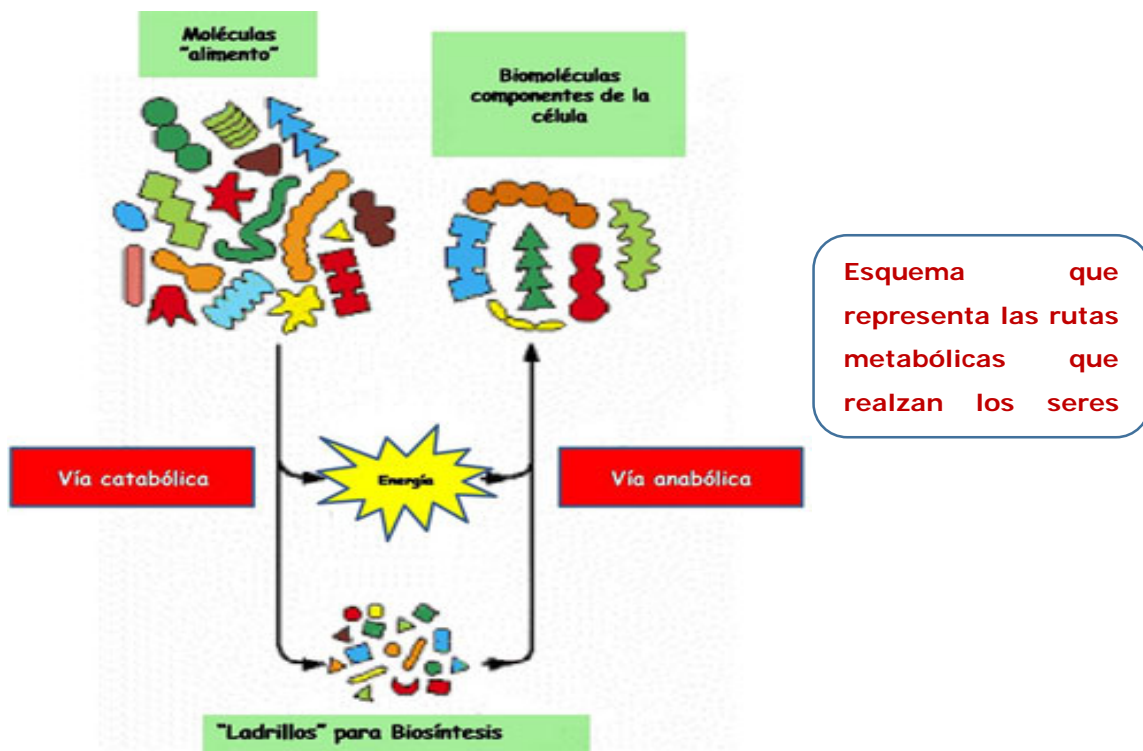 Moléculas
"alimento"
Biomoléculas
componentes de la
célula
Esquema que
representa las rutas
metabólicas que
realzan los seres
Vía catabólica
Energía
Vía anabólica
"Ladrillos" para Biosíntesis